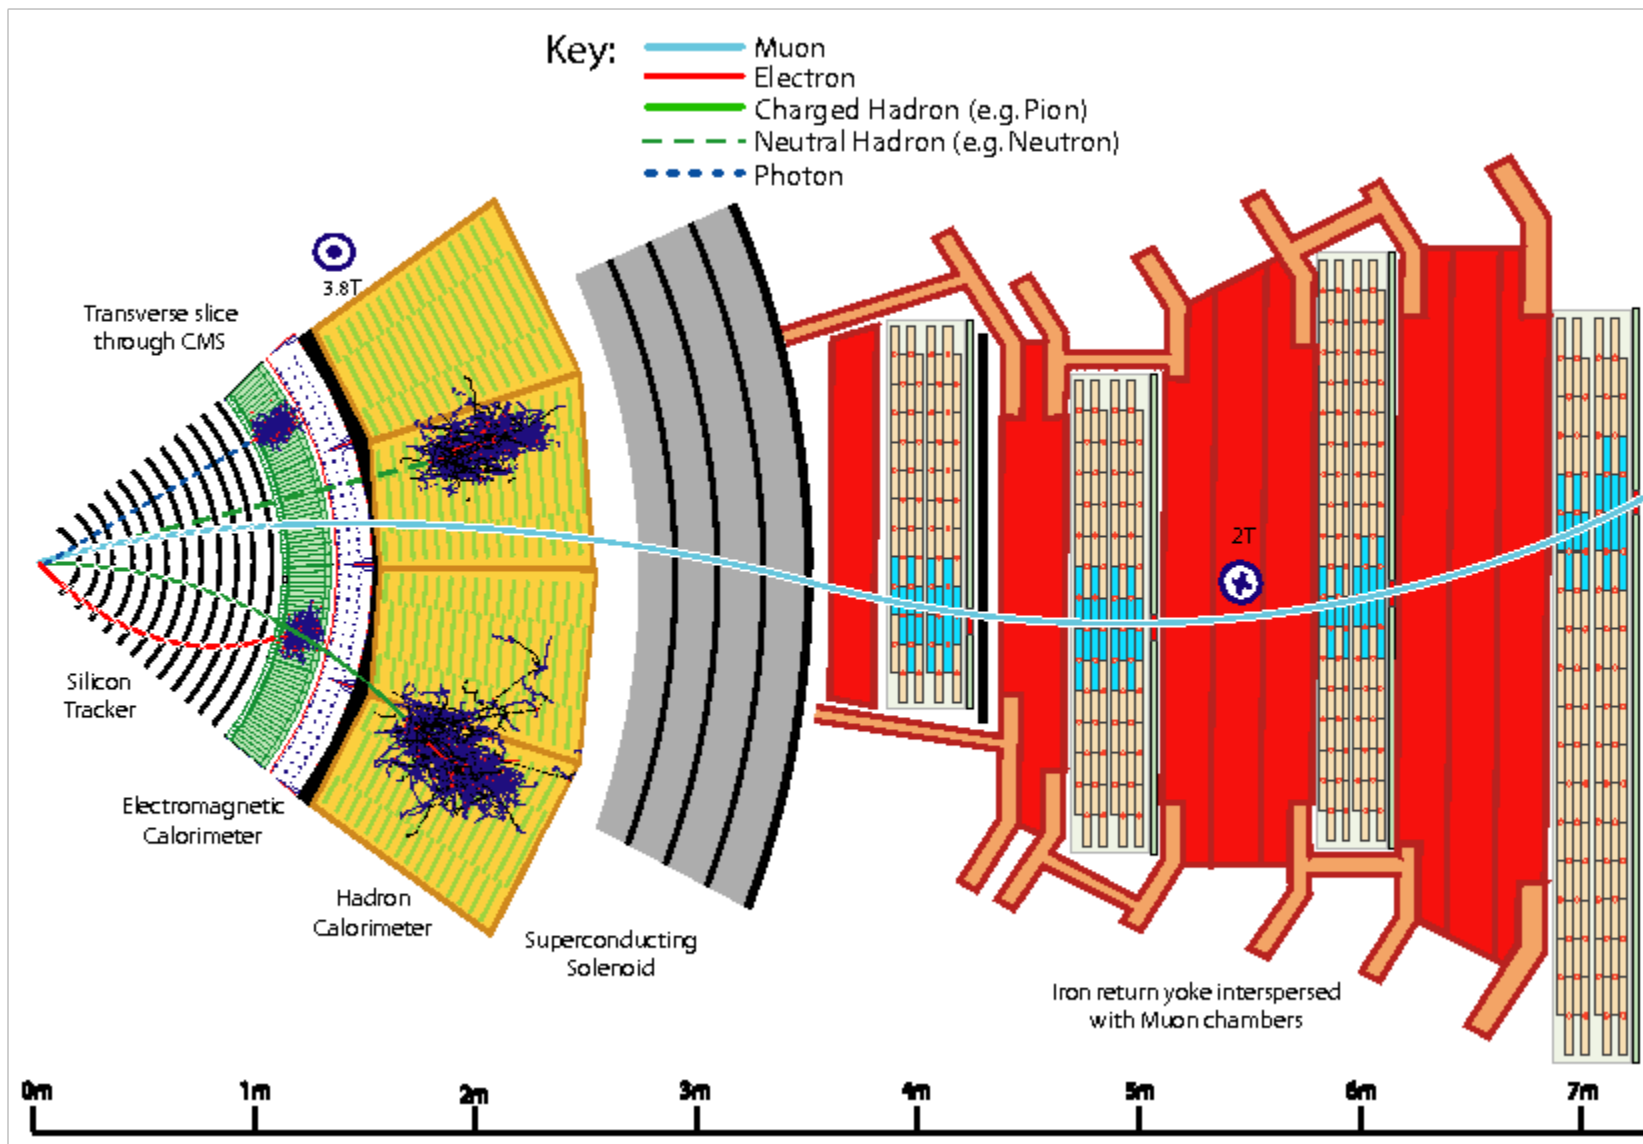 Key:
Muon
Electron
Charged Hadron (e.g. Pion)
Neutral Hadron (e.g. Neutron)
Photon
3.8T
Transverse slice
through CMS
2T
Silicon
Tracker
Electromagnetic
Calorimeter
Hadron
Calorimeter
Superconducting
Solenoid
Iron return yoke interspersed
with Muon chambers
0m 1m 2m 3m 4m 5m 6m 7m